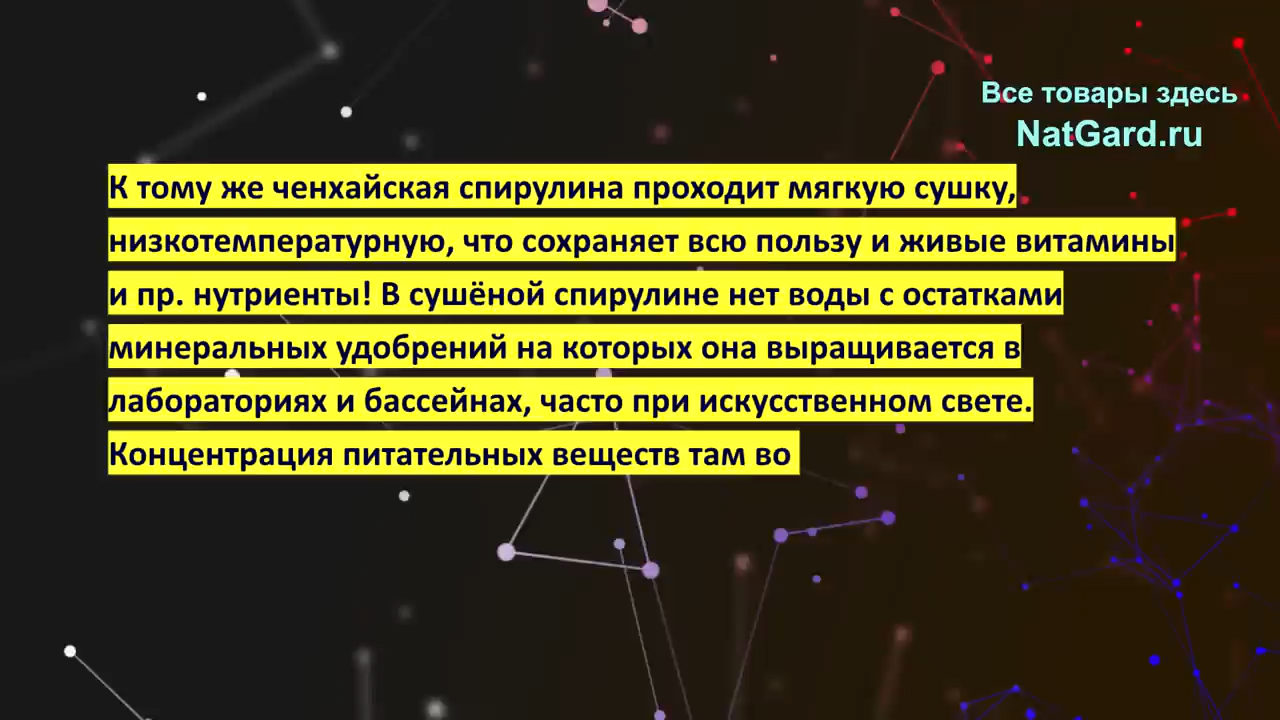 Все товары здесь
NatGard.ru
К тому же ченхайская спирулина проходит мягкую сушку,
низкотемпературную, что сохраняет всю пользу и живые витамины
и пр. нутриенты! В сушёной спирулине нет воды с остатками
минеральных удобрений на которых она выращивается в
лабораториях и бассейнах, часто при искусственном свете.
Концентрация питательных веществ там во